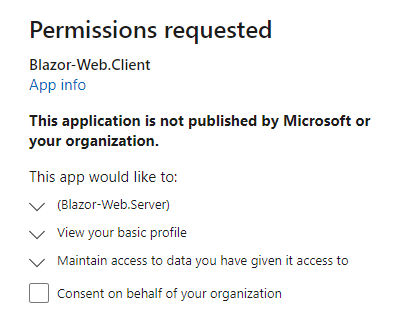 Permissions requested
Blazor-Web.Client
App info
This application is not published by Microsoft or
your organization.
This app would like to:
(Blazor-Web.Server)
View your basic profile
Maintain access to data you have given it access to
Consent on behalf of your organization